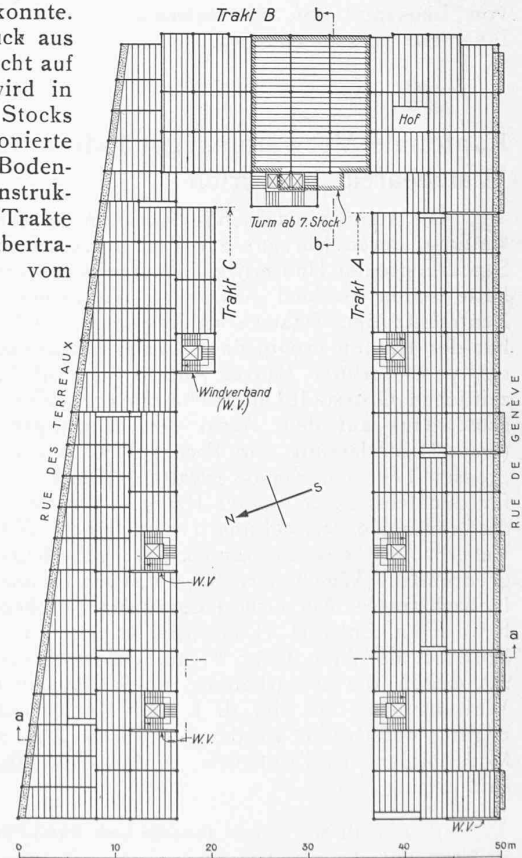 konnte.
ück aus
cht auf
wird in
Stocks
onierte
Boden-
nstruk-
Trakte
bertra-
vom
Trakt B
b
Hof
Turm ab 7. Stock
b
Trakt C
Trakt A
Windverband
(W.V.)
RUE DES TERREAUX
RUE DE GENÈVE
N
S
W.V.
a
a
W.V.
W.V.
0
10
20
30
40
50m